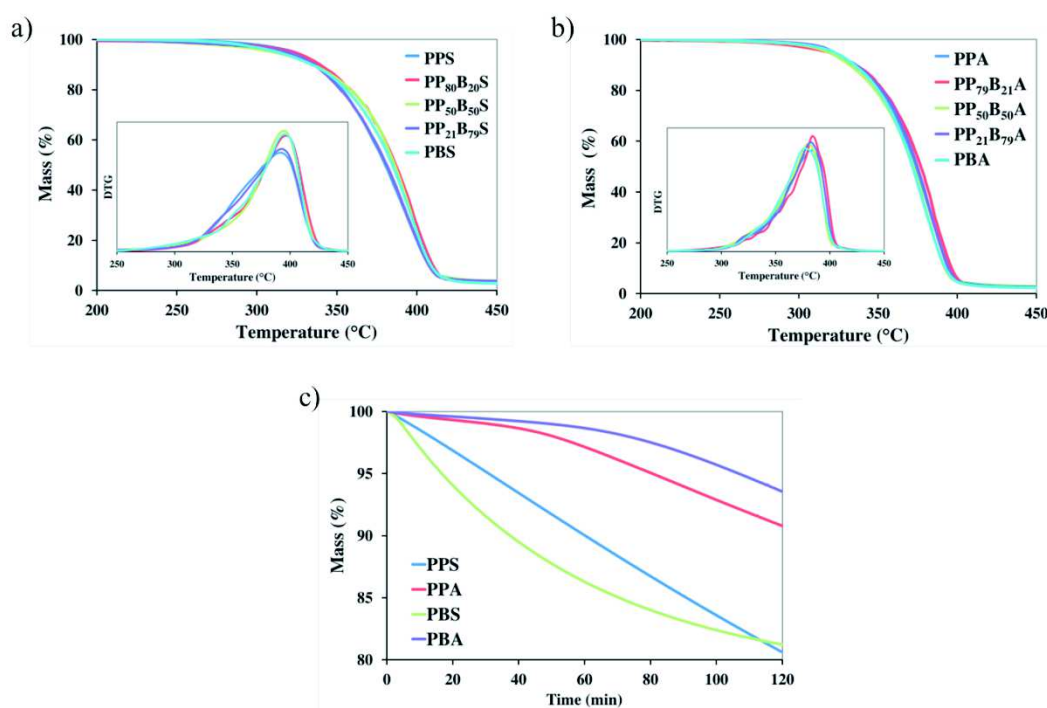 a)
100
80
60
40
20
0
Mass (%)
PPS
PP₈₀B₂₀S
PP₅₀B₅₀S
PP₂₁B₇₉S
PBS
DTG
250 300 350 400 450
Temperature (°C)
200 250 300 350 400 450
Temperature (°C)
b)
100
80
60
40
20
0
Mass (%)
PPA
PP₇₉B₂₁A
PP₅₀B₅₀A
PP₂₁B₇₉A
PBA
DTG
250 300 350 400 450
Temperature (°C)
200 250 300 350 400 450
Temperature (°C)
c)
100
95
90
85
80
Mass (%)
PPS
PPA
PBS
PBA
0 20 40 60 80 100 120
Time (min)